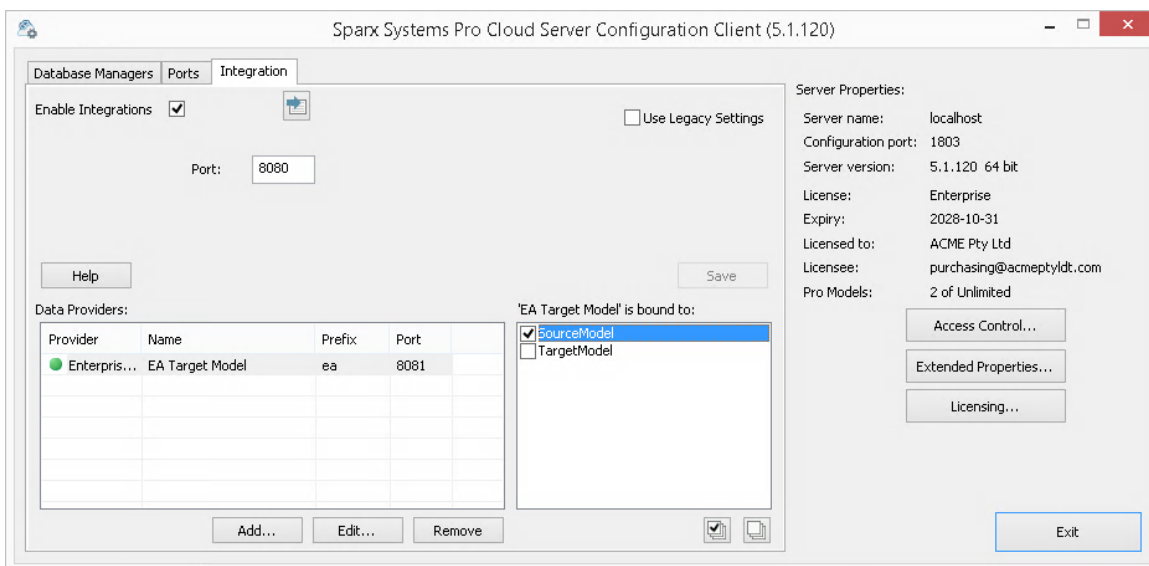 Sparx Systems Pro Cloud Server Configuration Client (5.1.120)
Database Managers Ports Integration
Enable Integrations
Use Legacy Settings
Port: 8080
Help
Save
Data Providers:
Provider Name Prefix Port
Enterpris... EA Target Model ea 8081
Add... Edit... Remove
'EA Target Model' is bound to:
SourceModel
TargetModel
Server Properties:
Server name: localhost
Configuration port: 1803
Server version: 5.1.120 64 bit
License: Enterprise
Expiry: 2028-10-31
Licensed to: ACME Pty Ltd
Licensee: purchasing@acmeptyldt.com
Pro Models: 2 of Unlimited
Access Control...
Extended Properties...
Licensing...
Exit